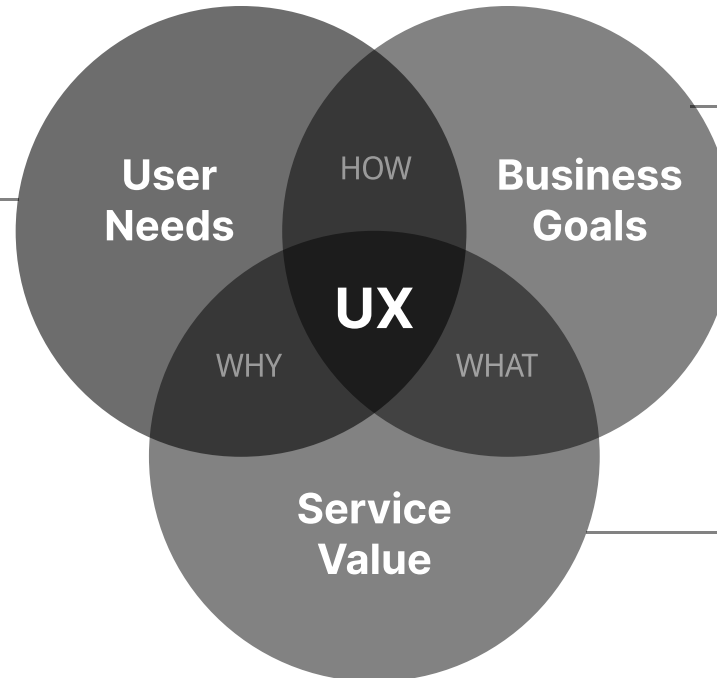 User
Needs
HOW
Business
Goals
UX
WHY
WHAT
Service
Value